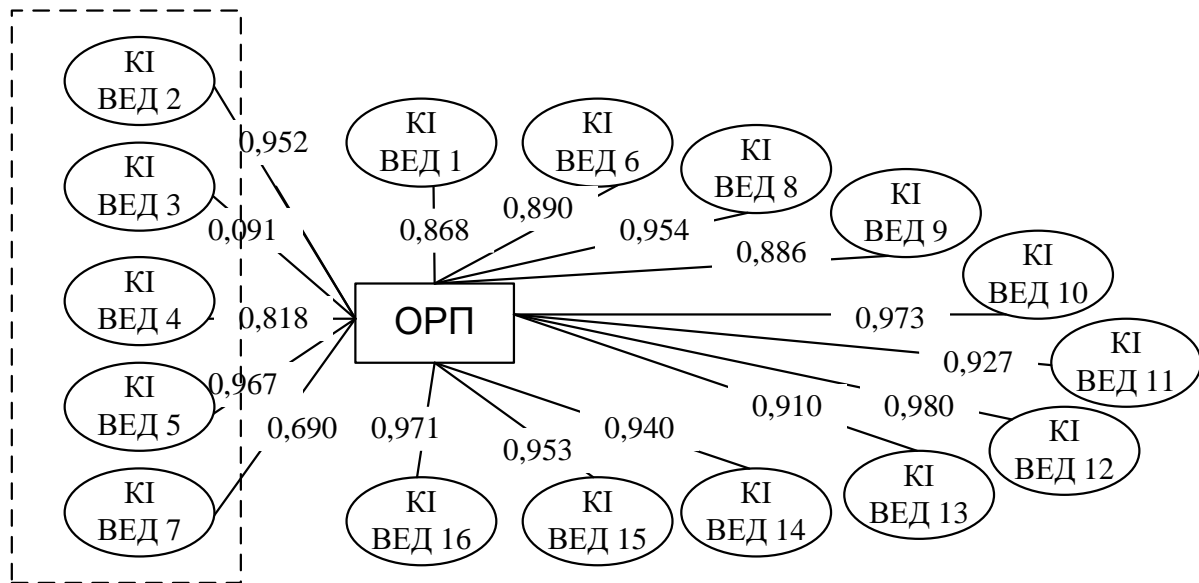 КІ
ВЕД 2
0,952
КІ
ВЕД 3
0,091
КІ
ВЕД 4
0,818
КІ
ВЕД 5
0,967
КІ
ВЕД 7
0,690
КІ
ВЕД 1
0,868
КІ
ВЕД 6
0,890
КІ
ВЕД 8
0,954
КІ
ВЕД 9
0,886
КІ
ВЕД 10
0,973
КІ
ВЕД 11
0,927
КІ
ВЕД 12
0,980
КІ
ВЕД 13
0,910
КІ
ВЕД 14
0,940
КІ
ВЕД 15
0,953
КІ
ВЕД 16
0,971
ОРП